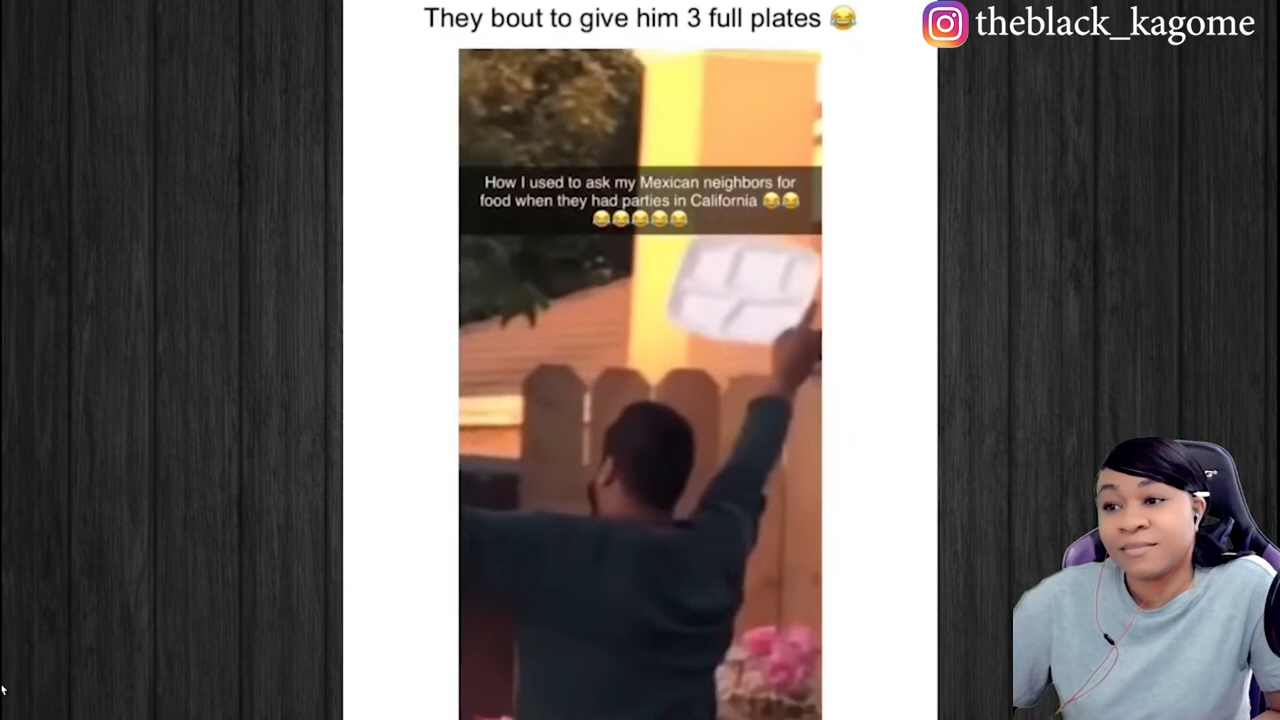 They bout to give him 3 full plates 😂
theblack_kagome
How I used to ask my Mexican neighbors for
food when they had parties in California 😂😂
😂😂😂😂😂